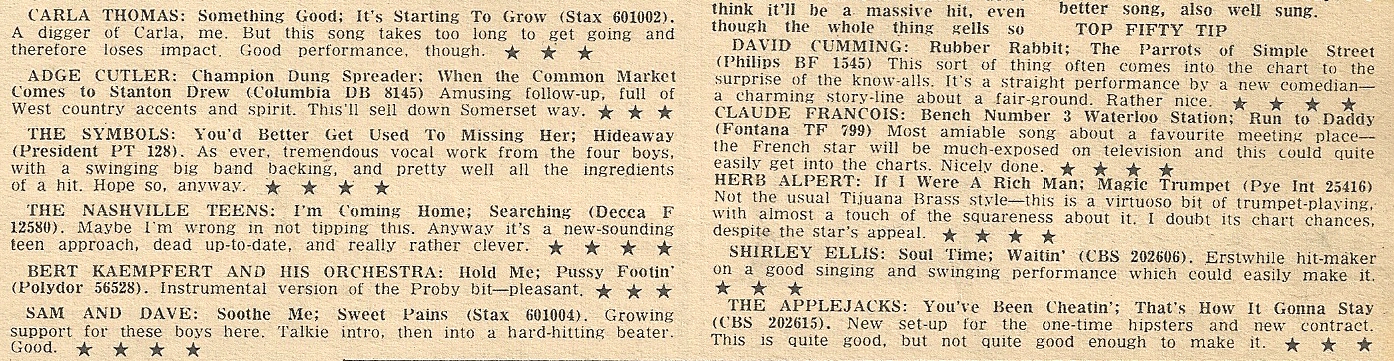 CARLA THOMAS: Something Good; It's Starting To Grow (Stax 601002).
A digger of Carla, me. But this song takes too long to get going and
therefore loses impact. Good performance, though. ★ ★ ★
ADGE CUTLER: Champion Dung Spreader; When the Common Market
Comes to Stanton Drew (Columbia DB 8145) Amusing follow-up, full of
West country accents and spirit. This'll sell down Somerset way. ★ ★ ★
THE SYMBOLS: You'd Better Get Used To Missing Her; Hideaway
(President PT 128). As ever, tremendous vocal work from the four boys,
with a swinging big band backing, and pretty well all the ingredients
of a hit. Hope so, anyway. ★ ★ ★ ★
THE NASHVILLE TEENS: I'm Coming Home; Searching (Decca F
12580). Maybe I'm wrong in not tipping this. Anyway it's a new-sounding
teen approach, dead up-to-date, and really rather clever. ★ ★ ★ ★
BERT KAEMPFERT AND HIS ORCHESTRA: Hold Me; Pussy Footin'
(Polydor 56528). Instrumental version of the Proby bit—pleasant. ★ ★ ★
SAM AND DAVE: Soothe Me; Sweet Pains (Stax 601004). Growing
support for these boys here. Talkie intro, then into a hard-hitting beater.
Good. ★ ★ ★ ★
think it'll be a massive hit, even
though the whole thing gells so
better song, also well sung.
TOP FIFTY TIP
DAVID CUMMING: Rubber Rabbit; The Parrots of Simple Street
(Philips BF 1545) This sort of thing often comes into the chart to the
surprise of the know-alls. It's a straight performance by a new comedian—
a charming story-line about a fair-ground. Rather nice. ★ ★ ★ ★
CLAUDE FRANCOIS: Bench Number 3 Waterloo Station; Run to Daddy
(Fontana TF 799) Most amiable song about a favourite meeting place—
the French star will be much-exposed on television and this could quite
easily get into the charts. Nicely done. ★ ★ ★ ★
HERB ALPERT: If I Were A Rich Man; Magic Trumpet (Pye Int 25416)
Not the usual Tijuana Brass style—this is a virtuoso bit of trumpet-playing,
with almost a touch of the squareness about it. I doubt its chart chances,
despite the star's appeal. ★ ★ ★ ★
SHIRLEY ELLIS: Soul Time; Waitin' (CBS 202606). Erstwhile hit-maker
on a good singing and swinging performance which could easily make it.
★ ★ ★
THE APPLEJACKS: You've Been Cheatin'; That's How It Gonna Stay
(CBS 202615). New set-up for the one-time hipsters and new contract.
This is quite good, but not quite good enough to make it. ★ ★ ★